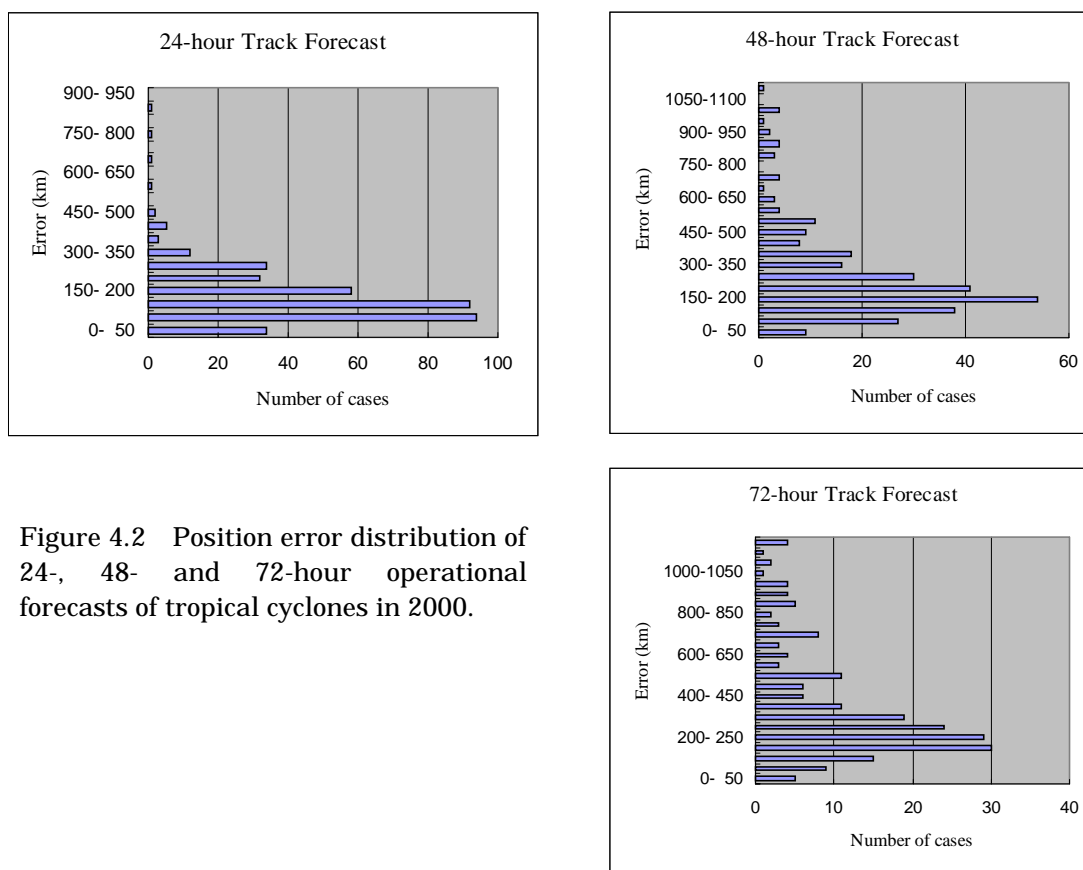 24-hour Track Forecast
Error (km)
900- 950
750- 800
600- 650
450- 500
300- 350
150- 200
0- 50
0 20 40 60 80 100
Number of cases
48-hour Track Forecast
Error (km)
1050-1100
900- 950
750- 800
600- 650
450- 500
300- 350
150- 200
0- 50
0 20 40 60
Number of cases
Figure 4.2 Position error distribution of
24-, 48- and 72-hour operational
forecasts of tropical cyclones in 2000.
72-hour Track Forecast
Error (km)
1000-1050
800- 850
600- 650
400- 450
200- 250
0- 50
0 10 20 30 40
Number of cases